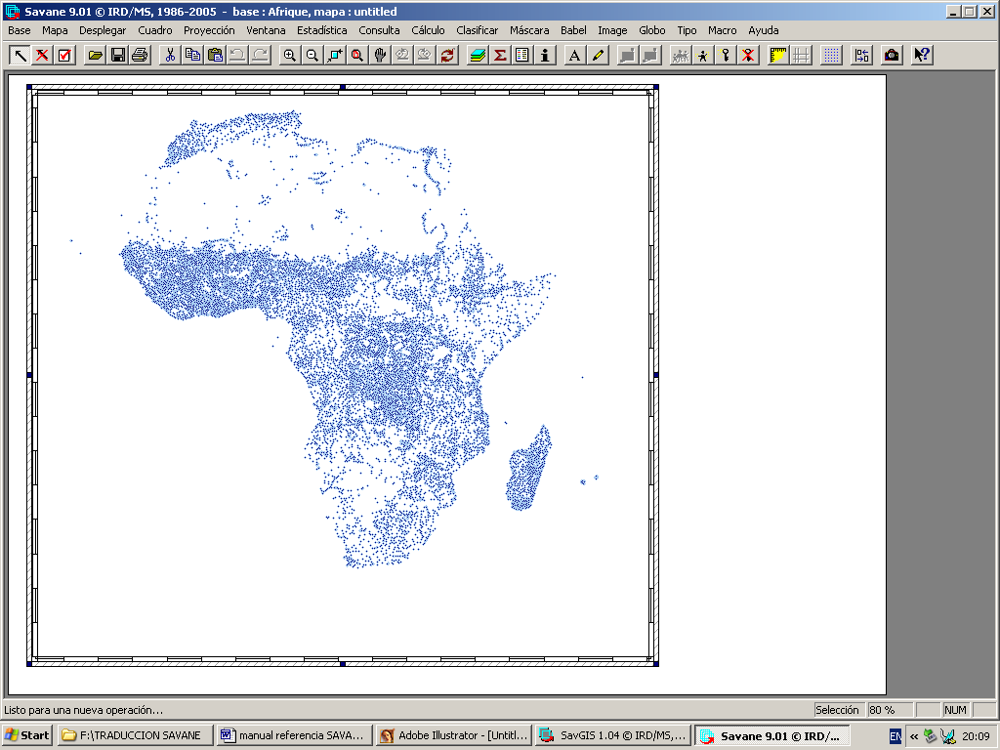 Savane 9.01 © IRD/MS, 1986-2005 - base : Afrique, mapa : untitled
Base Mapa Desplegar Cuadro Proyección Ventana Estadística Consulta Cálculo Clasificar Máscara Babel Image Globo Tipo Macro Ayuda
Listo para una nueva operación... Selección 80 % NUM
Start F:\TRADUCCION SAVANE manual referencia SAVA... Adobe Illustrator - [Untitl... SavGIS 1.04 © IRD/MS,... Savane 9.01 © IRD/... EN « 20:09